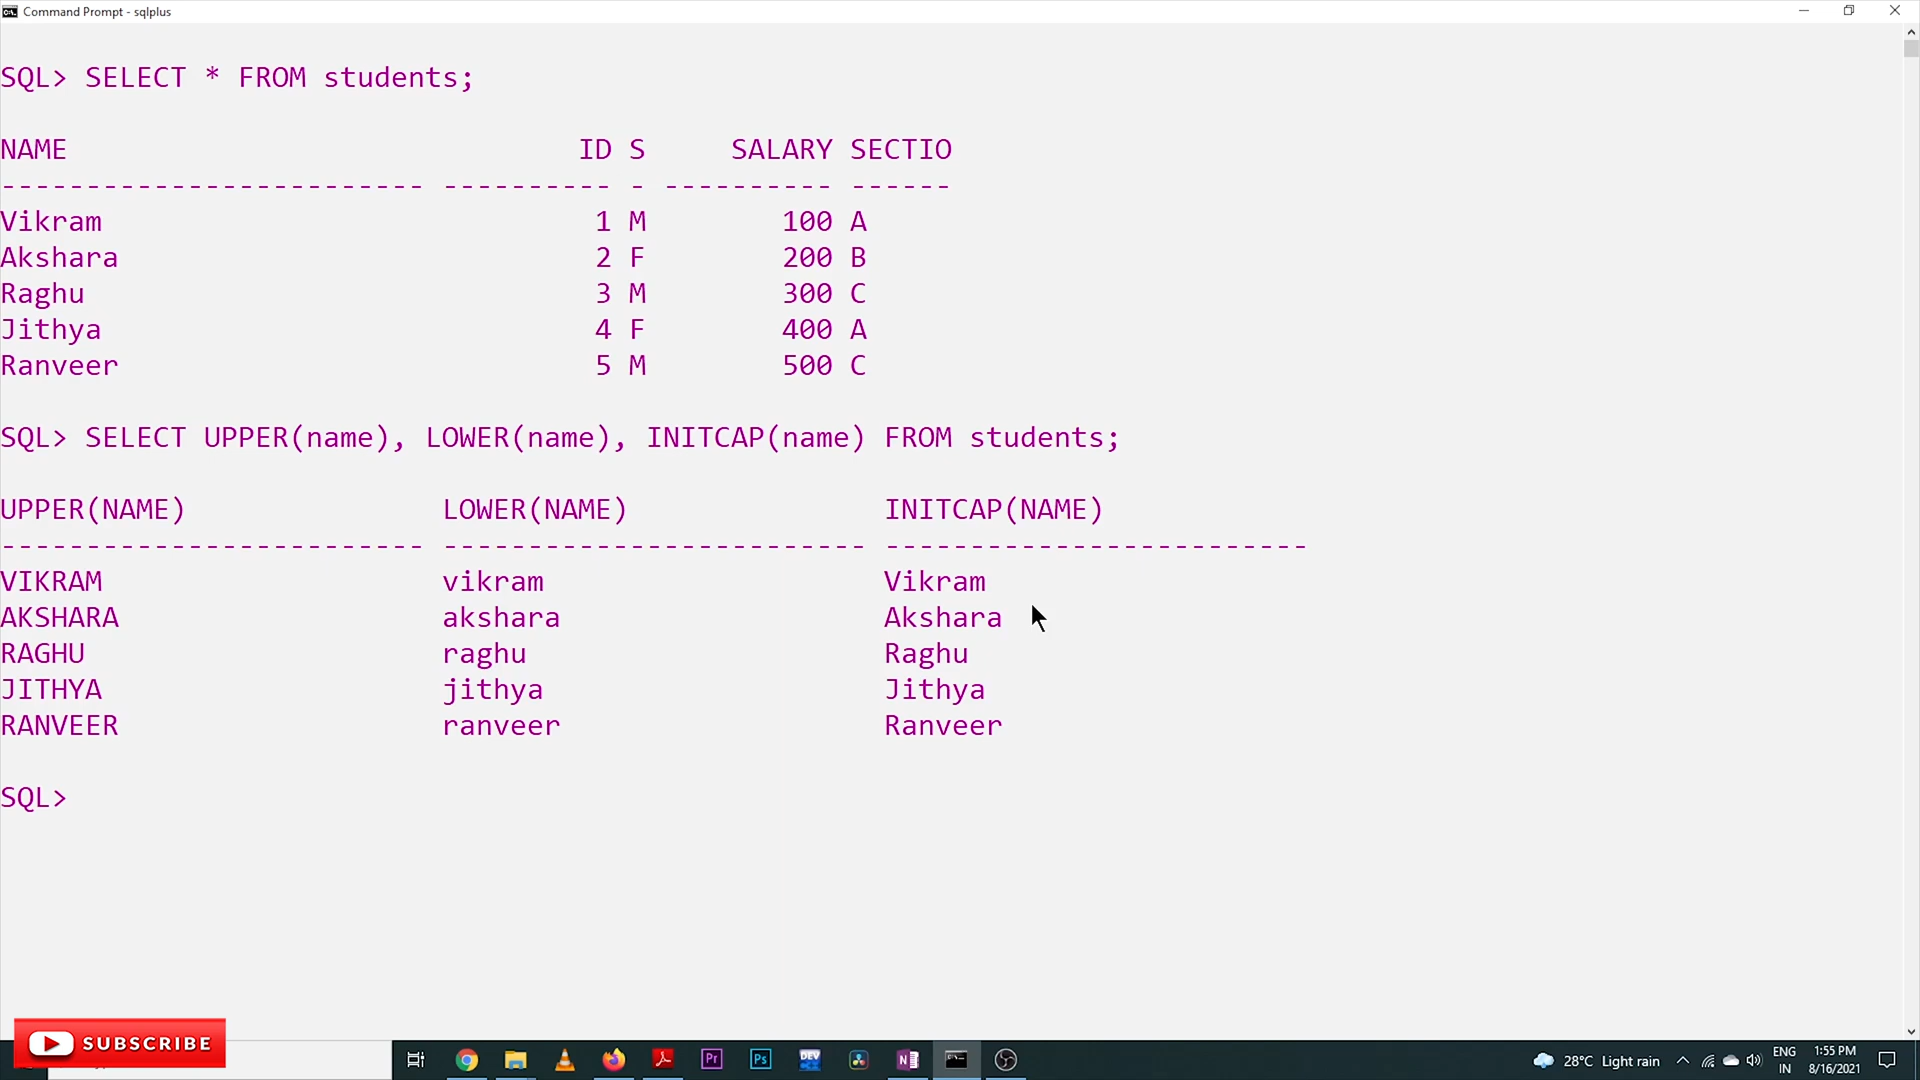 Command Prompt - sqlplus
SQL> SELECT * FROM students;
NAME ID S SALARY SECTIO
------------------------- ---------- - ---------- ------
Vikram 1 M 100 A
Akshara 2 F 200 B
Raghu 3 M 300 C
Jithya 4 F 400 A
Ranveer 5 M 500 C
SQL> SELECT UPPER(name), LOWER(name), INITCAP(name) FROM students;
UPPER(NAME) LOWER(NAME) INITCAP(NAME)
------------------------- ------------------------- -------------------------
VIKRAM vikram Vikram
AKSHARA akshara Akshara
RAGHU raghu Raghu
JITHYA jithya Jithya
RANVEER ranveer Ranveer
SQL>
SUBSCRIBE
Pr Ps DEV N
28°C Light rain
ENG
IN
1:55 PM
8/16/2021